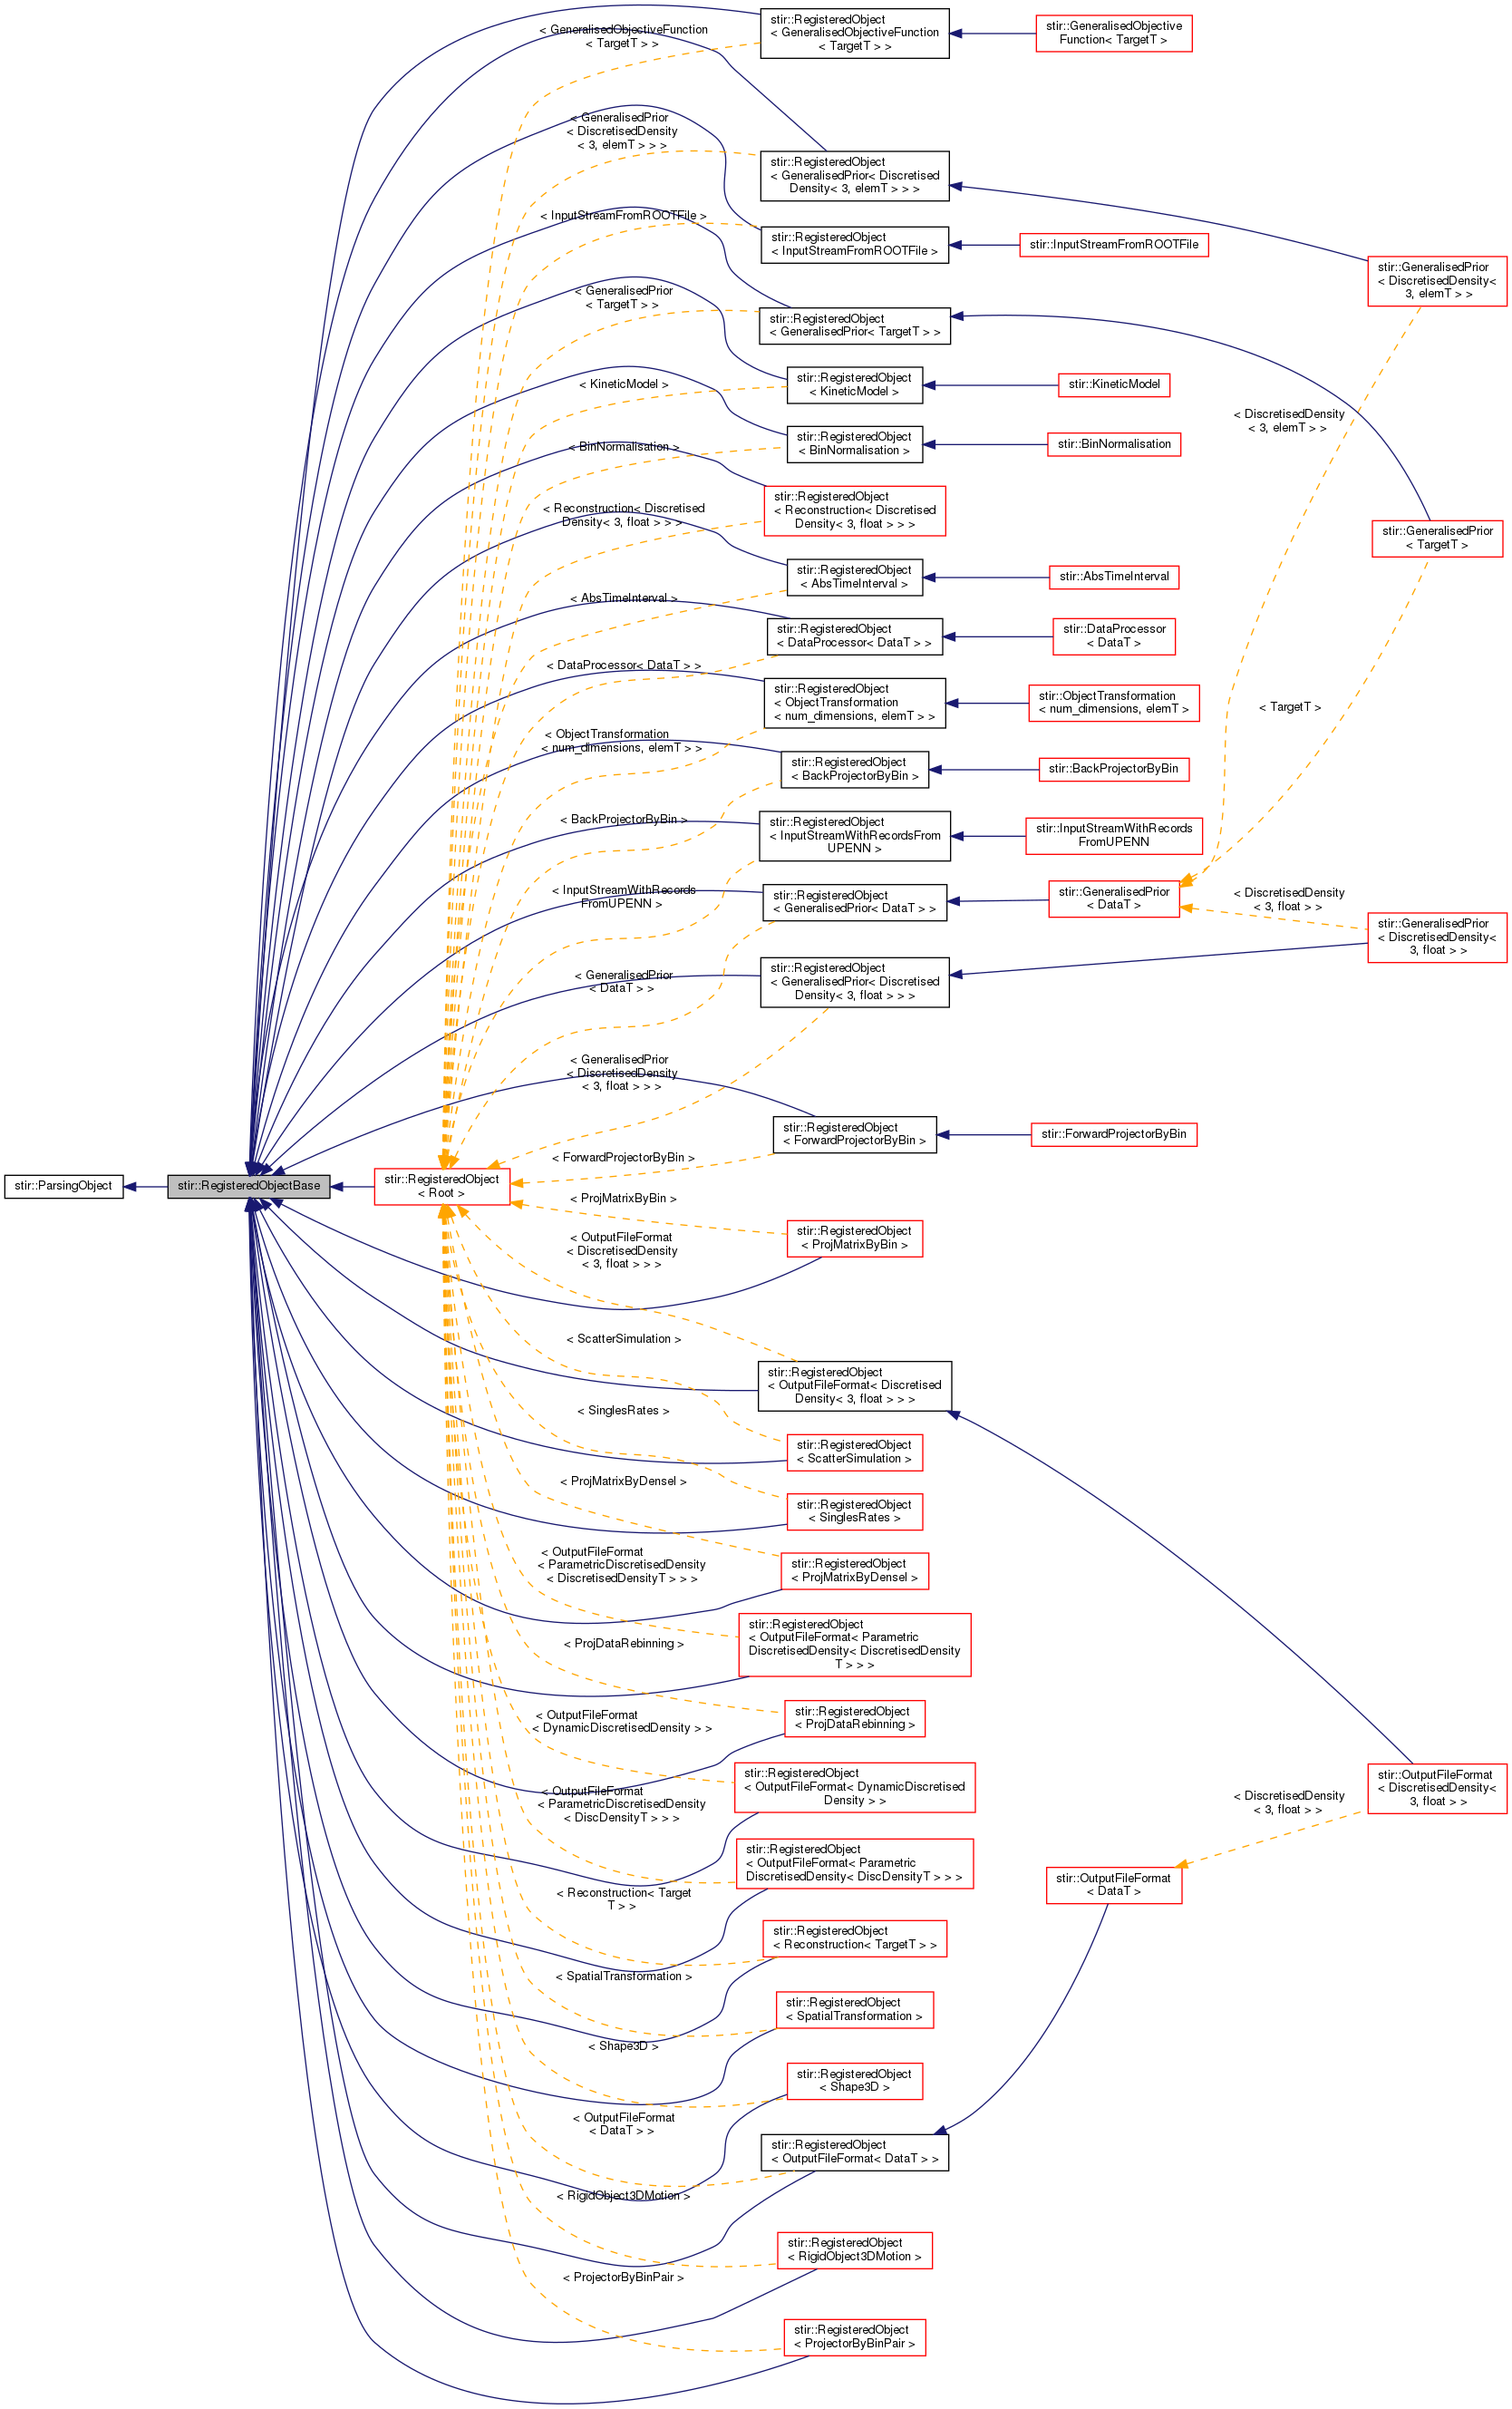 stir::ParsingObject
stir::RegisteredObjectBase
stir::RegisteredObject
< Root >
< GeneralisedObjectiveFunction
< TargetT > >
< GeneralisedPrior
< DiscretisedDensity
< 3, elemT > > >
< InputStreamFromROOTFile >
< GeneralisedPrior
< TargetT > >
< KineticModel >
< BinNormalisation >
< Reconstruction< Discretised
Density< 3, float > > >
< AbsTimeInterval >
< DataProcessor< DataT > >
< ObjectTransformation
< num_dimensions, elemT > >
< BackProjectorByBin >
< InputStreamWithRecords
FromUPENN >
< GeneralisedPrior
< DataT > >
< GeneralisedPrior
< DiscretisedDensity
< 3, float > > >
< ForwardProjectorByBin >
< ProjMatrixByBin >
< OutputFileFormat
< DiscretisedDensity
< 3, float > > >
< ScatterSimulation >
< SinglesRates >
< ProjMatrixByDensel >
< OutputFileFormat
< ParametricDiscretisedDensity
< DiscretisedDensityT > > >
< ProjDataRebinning >
< OutputFileFormat
< DynamicDiscretisedDensity > >
< OutputFileFormat
< ParametricDiscretisedDensity
< DiscDensityT > > >
< Reconstruction< Target
T > >
< SpatialTransformation >
< Shape3D >
< OutputFileFormat
< DataT > >
< RigidObject3DMotion >
< ProjectorByBinPair >
stir::RegisteredObject
< GeneralisedObjectiveFunction
< TargetT > >
stir::RegisteredObject
< GeneralisedPrior< Discretised
Density< 3, elemT > > >
stir::RegisteredObject
< InputStreamFromROOTFile >
stir::RegisteredObject
< GeneralisedPrior< TargetT > >
stir::RegisteredObject
< KineticModel >
stir::RegisteredObject
< BinNormalisation >
stir::RegisteredObject
< Reconstruction< Discretised
Density< 3, float > > >
stir::RegisteredObject
< AbsTimeInterval >
stir::RegisteredObject
< DataProcessor< DataT > >
stir::RegisteredObject
< ObjectTransformation
< num_dimensions, elemT > >
stir::RegisteredObject
< BackProjectorByBin >
stir::RegisteredObject
< InputStreamWithRecordsFrom
UPENN >
stir::RegisteredObject
< GeneralisedPrior< DataT > >
stir::RegisteredObject
< GeneralisedPrior< Discretised
Density< 3, float > > >
stir::RegisteredObject
< ForwardProjectorByBin >
stir::RegisteredObject
< ProjMatrixByBin >
stir::RegisteredObject
< OutputFileFormat< Discretised
Density< 3, float > > >
stir::RegisteredObject
< ScatterSimulation >
stir::RegisteredObject
< SinglesRates >
stir::RegisteredObject
< ProjMatrixByDensel >
stir::RegisteredObject
< OutputFileFormat< Parametric
DiscretisedDensity< DiscretisedDensity
T > > >
stir::RegisteredObject
< ProjDataRebinning >
stir::RegisteredObject
< OutputFileFormat< DynamicDiscretised
Density > >
stir::RegisteredObject
< OutputFileFormat< Parametric
DiscretisedDensity< DiscDensityT > > >
stir::RegisteredObject
< Reconstruction< TargetT > >
stir::RegisteredObject
< SpatialTransformation >
stir::RegisteredObject
< Shape3D >
stir::RegisteredObject
< OutputFileFormat< DataT > >
stir::RegisteredObject
< RigidObject3DMotion >
stir::RegisteredObject
< ProjectorByBinPair >
stir::GeneralisedObjective
Function< TargetT >
stir::InputStreamFromROOTFile
stir::KineticModel
stir::BinNormalisation
stir::AbsTimeInterval
stir::DataProcessor
< DataT >
stir::ObjectTransformation
< num_dimensions, elemT >
stir::BackProjectorByBin
stir::InputStreamWithRecords
FromUPENN
stir::GeneralisedPrior
< DataT >
stir::ForwardProjectorByBin
stir::OutputFileFormat
< DataT >
< DiscretisedDensity
< 3, elemT > >
< TargetT >
< DiscretisedDensity
< 3, float > >
< DiscretisedDensity
< 3, float > >
stir::GeneralisedPrior
< DiscretisedDensity<
3, elemT > >
stir::GeneralisedPrior
< TargetT >
stir::GeneralisedPrior
< DiscretisedDensity<
3, float > >
stir::OutputFileFormat
< DiscretisedDensity<
3, float > >